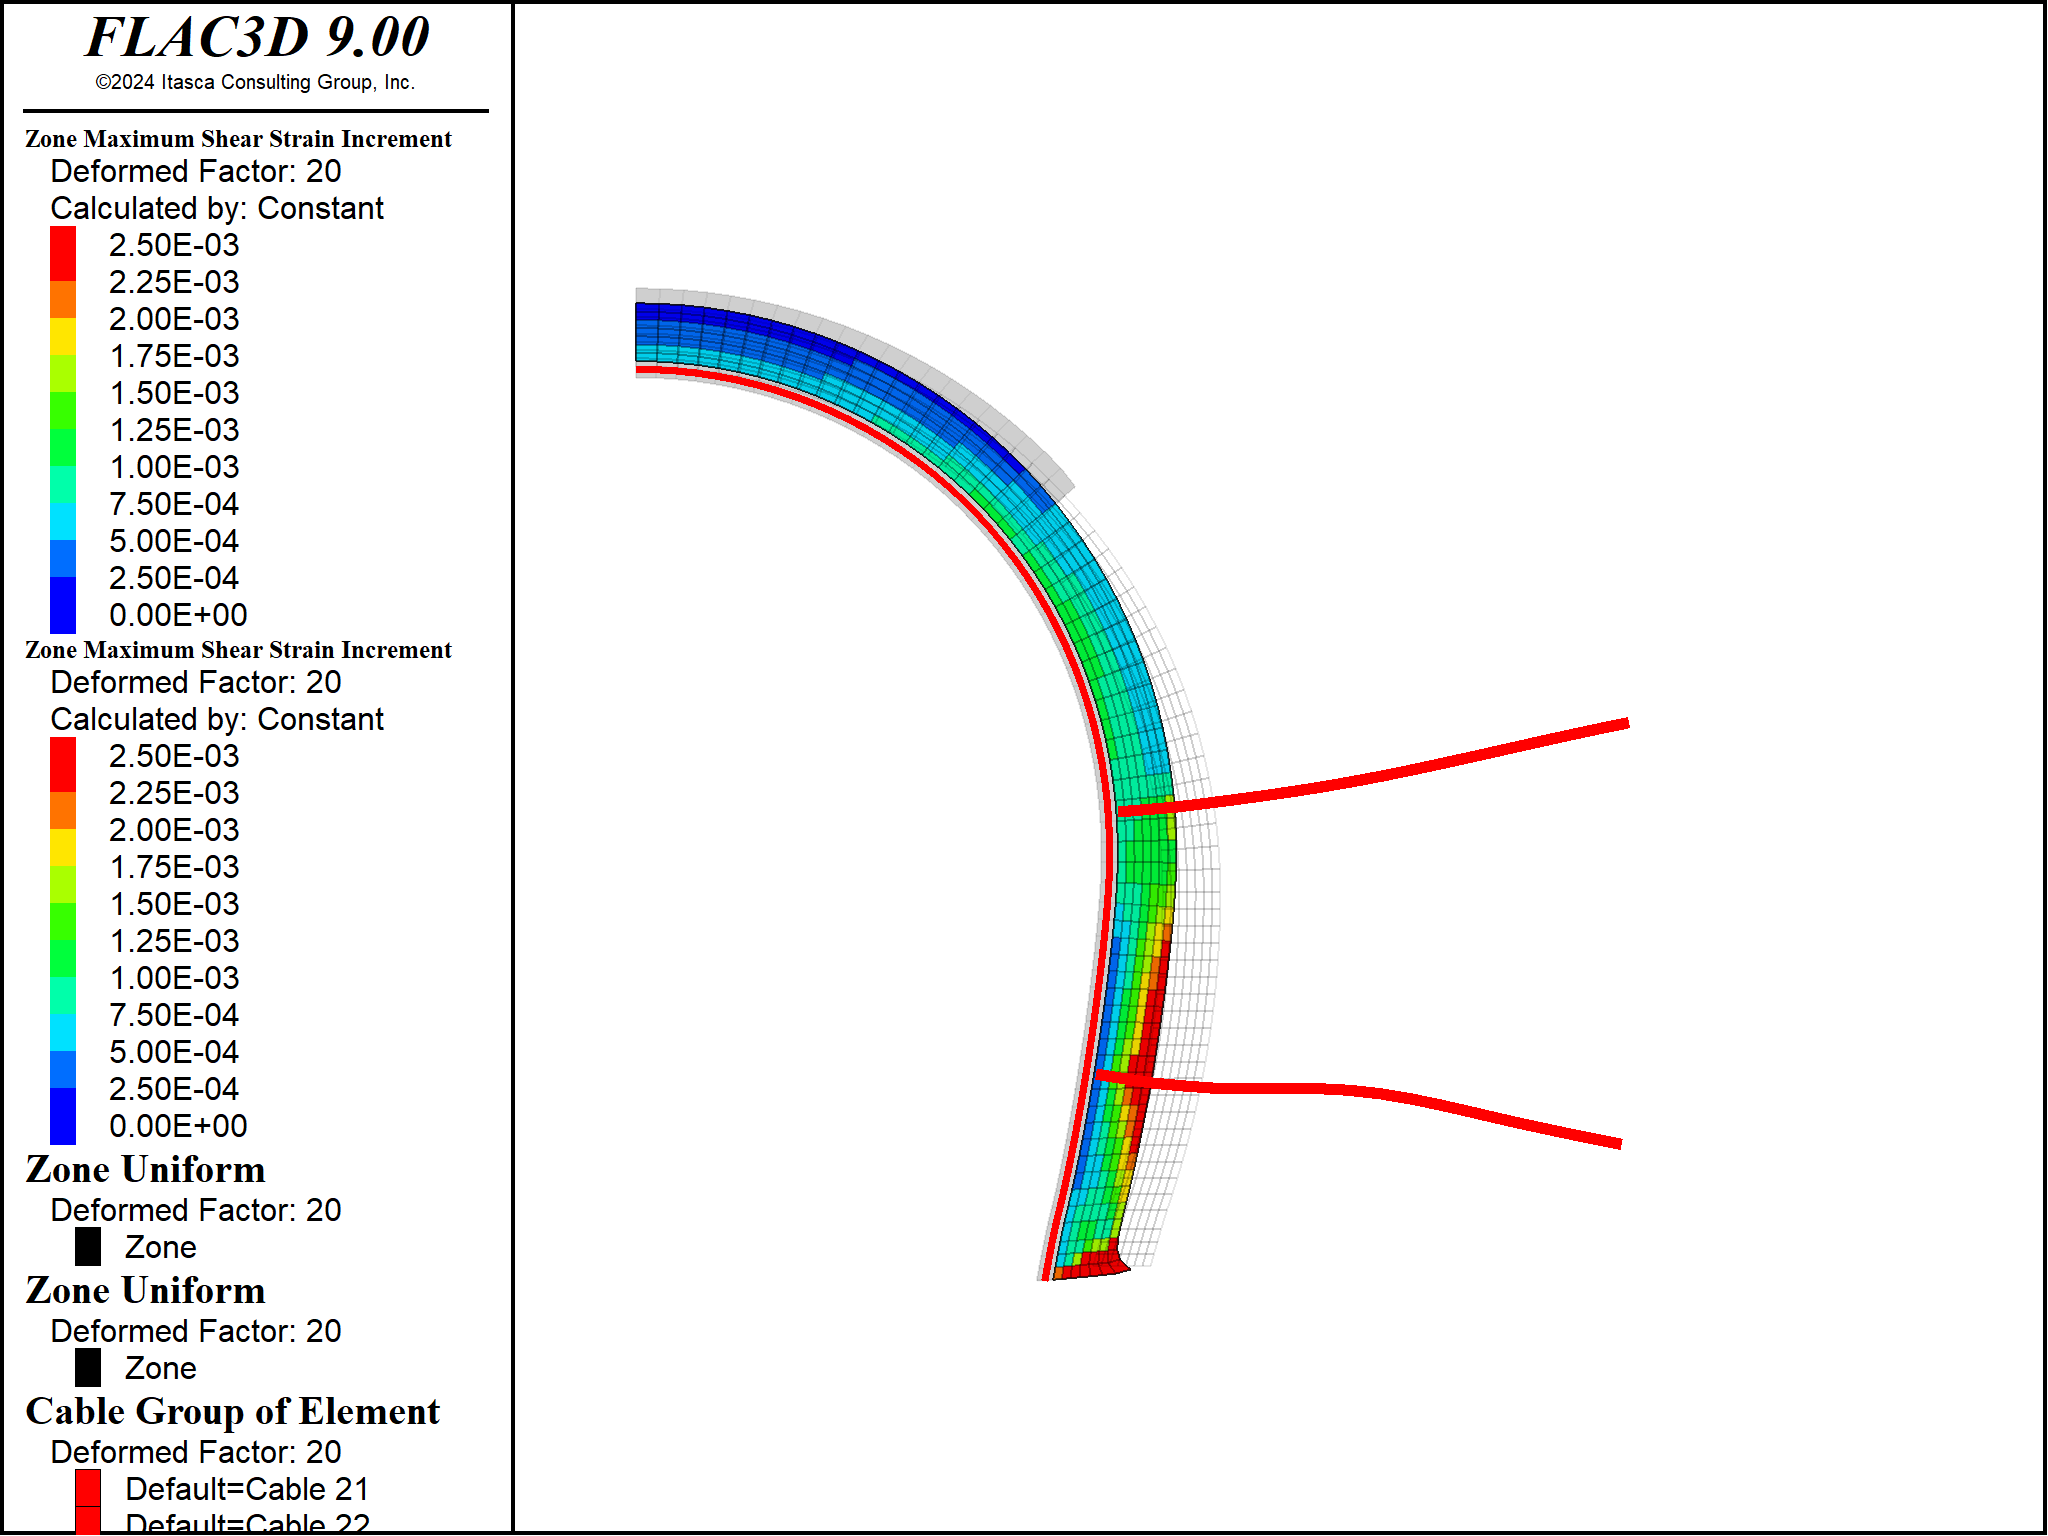 FLAC3D 9.00
©2024 Itasca Consulting Group, Inc.
Zone Maximum Shear Strain Increment
Deformed Factor: 20
Calculated by: Constant
2.50E-03
2.25E-03
2.00E-03
1.75E-03
1.50E-03
1.25E-03
1.00E-03
7.50E-04
5.00E-04
2.50E-04
0.00E+00
Zone Maximum Shear Strain Increment
Deformed Factor: 20
Calculated by: Constant
2.50E-03
2.25E-03
2.00E-03
1.75E-03
1.50E-03
1.25E-03
1.00E-03
7.50E-04
5.00E-04
2.50E-04
0.00E+00
Zone Uniform
Deformed Factor: 20
Zone
Zone Uniform
Deformed Factor: 20
Zone
Cable Group of Element
Deformed Factor: 20
Default=Cable 21
Default=Cable 22